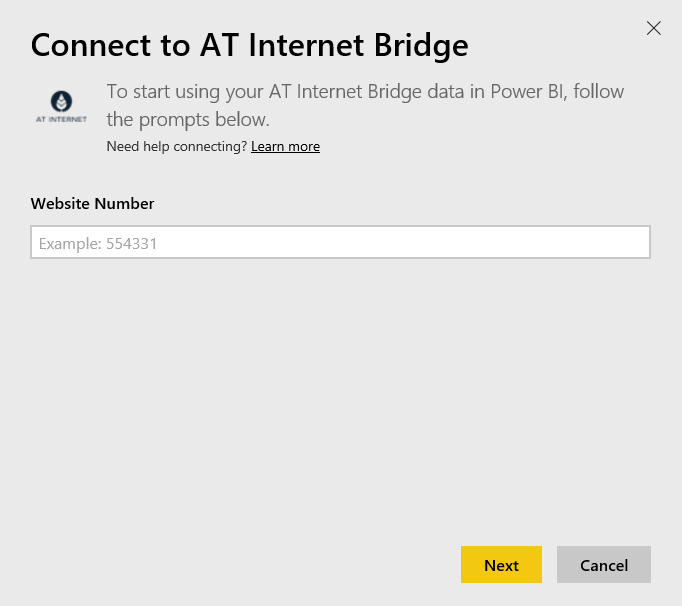 Connect to AT Internet Bridge
AT INTERNET
To start using your AT Internet Bridge data in Power BI, follow
the prompts below.
Need help connecting? Learn more
Website Number
Example: 554331
Next
Cancel